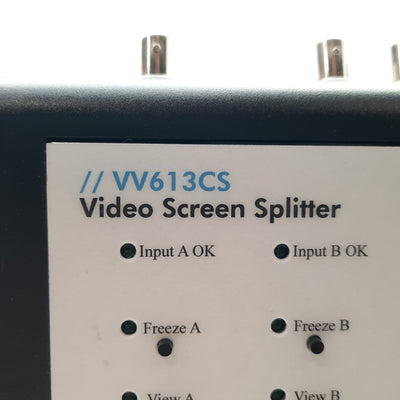 // VV613CS
Video Screen Splitter
Input A OK Input B OK
Freeze A Freeze B
View A View B